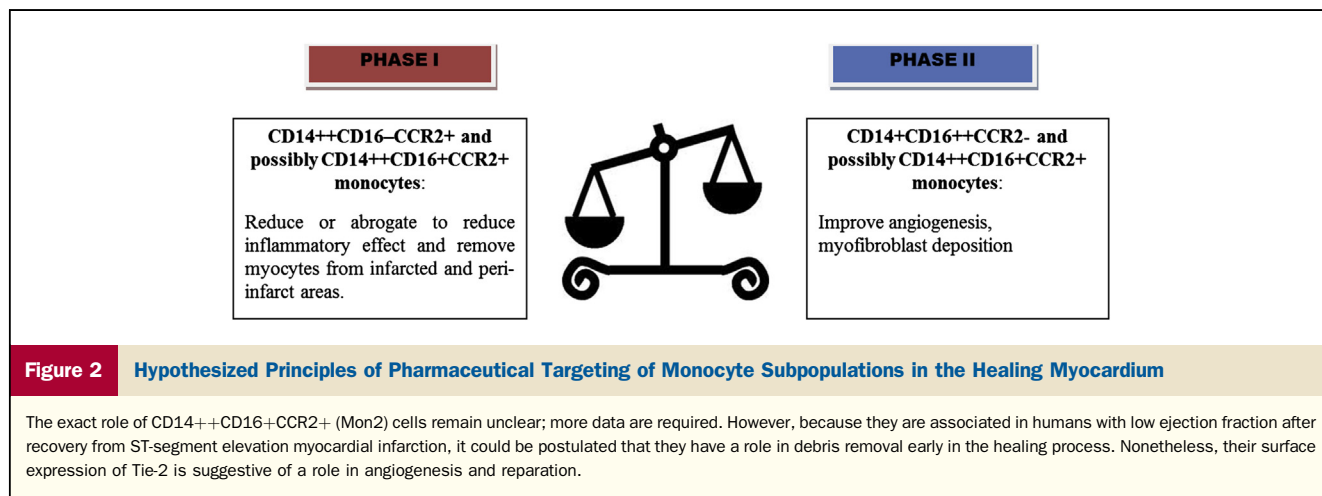 PHASE I
PHASE II
CD14++CD16–CCR2+ and
possibly CD14++CD16+CCR2+
monocytes:
Reduce or abrogate to reduce
inflammatory effect and remove
myocytes from infarcted and peri-
infarct areas.
CD14+CD16++CCR2- and
possibly CD14++CD16+CCR2+
monocytes:
Improve angiogenesis,
myofibroblast deposition
Figure 2 Hypothesized Principles of Pharmaceutical Targeting of Monocyte Subpopulations in the Healing Myocardium
The exact role of CD14++CD16+CCR2+ (Mon2) cells remain unclear; more data are required. However, because they are associated in humans with low ejection fraction after
recovery from ST-segment elevation myocardial infarction, it could be postulated that they have a role in debris removal early in the healing process. Nonetheless, their surface
expression of Tie-2 is suggestive of a role in angiogenesis and reparation.